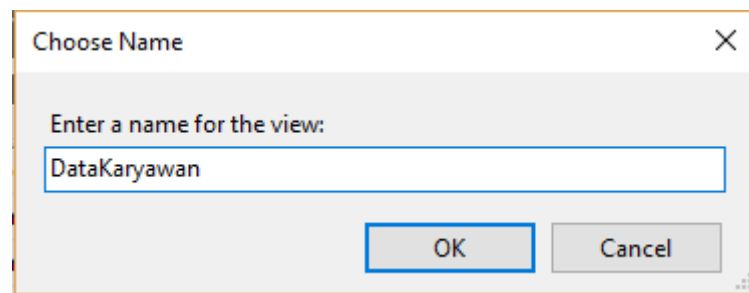 Choose Name
Enter a name for the view:
DataKaryawan
OK Cancel